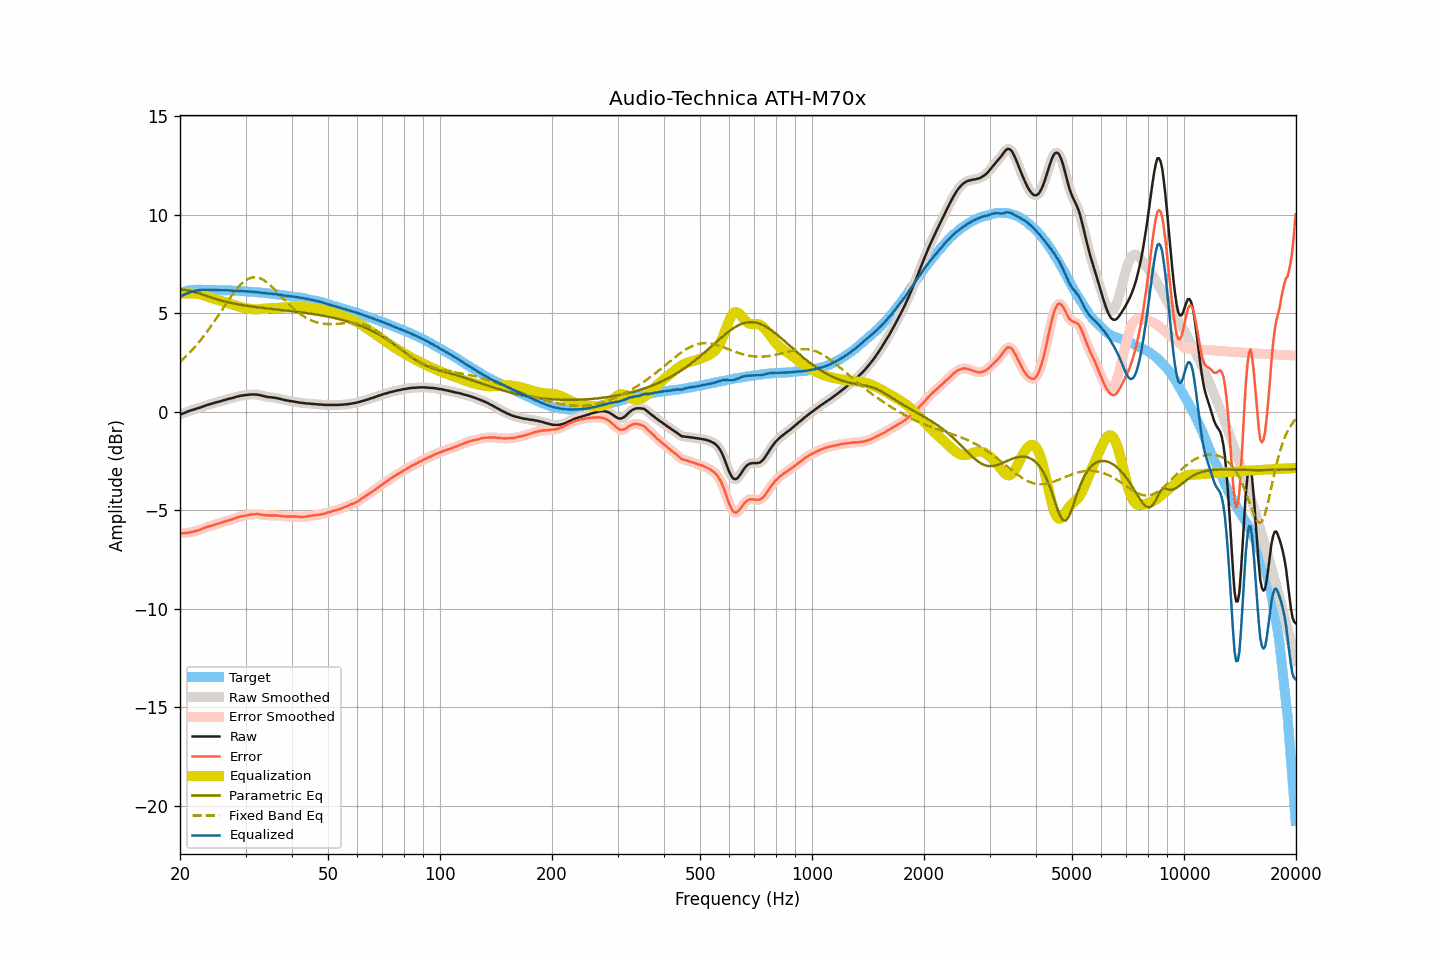 Audio-Technica ATH-M70x
15
10
5
0
−5
−10
−15
−20
Amplitude (dBr)
Target
Raw Smoothed
Error Smoothed
Raw
Error
Equalization
Parametric Eq
Fixed Band Eq
Equalized
20 50 100 200 500 1000 2000 5000 10000 20000
Frequency (Hz)